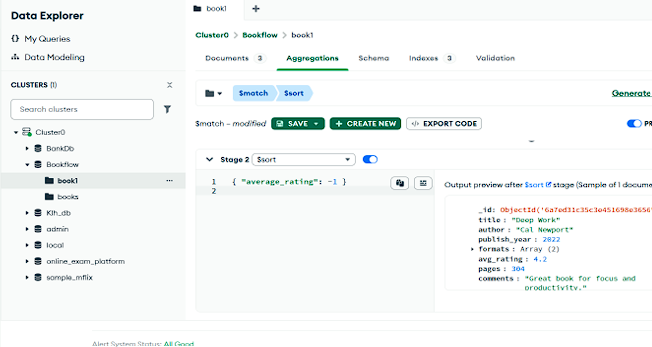 Data Explorer
My Queries
Data Modeling
CLUSTERS (1)
Search clusters
Cluster0
BankDb
Bookflow
book1
books
Klh_db
admin
local
online_exam_platform
sample_mflix
book1
Cluster0 > Bookflow > book1
Documents 3 Aggregations Schema Indexes 3 Validation
$match $sort Generate
$match – modified SAVE + CREATE NEW </> EXPORT CODE
Stage 2 $sort
1 { "average_rating": -1 }
2
Output preview after $sort stage (Sample of 1 docume
_id: ObjectId('6a7ed31c35c3e451698e3656
title : "Deep Work"
author : "Cal Newport"
publish_year : 2022
formats : Array (2)
avg_rating : 4.2
pages : 304
comments : "Great book for focus and
productivity."
Alert System Status: All Good